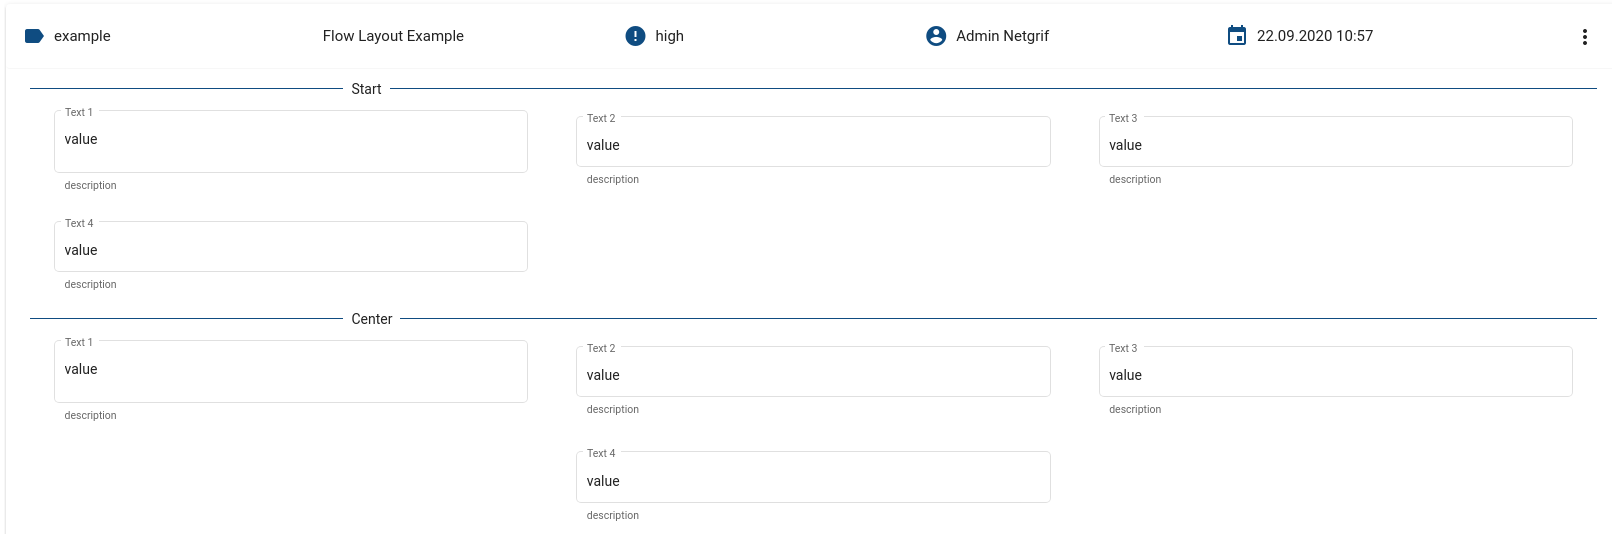 example Flow Layout Example high Admin Netgrif 22.09.2020 10:57
Start
Text 1 Text 2 Text 3
value value value
description description description
Text 4
value
description
Center
Text 1 Text 2 Text 3
value value value
description description description
Text 4
value
description